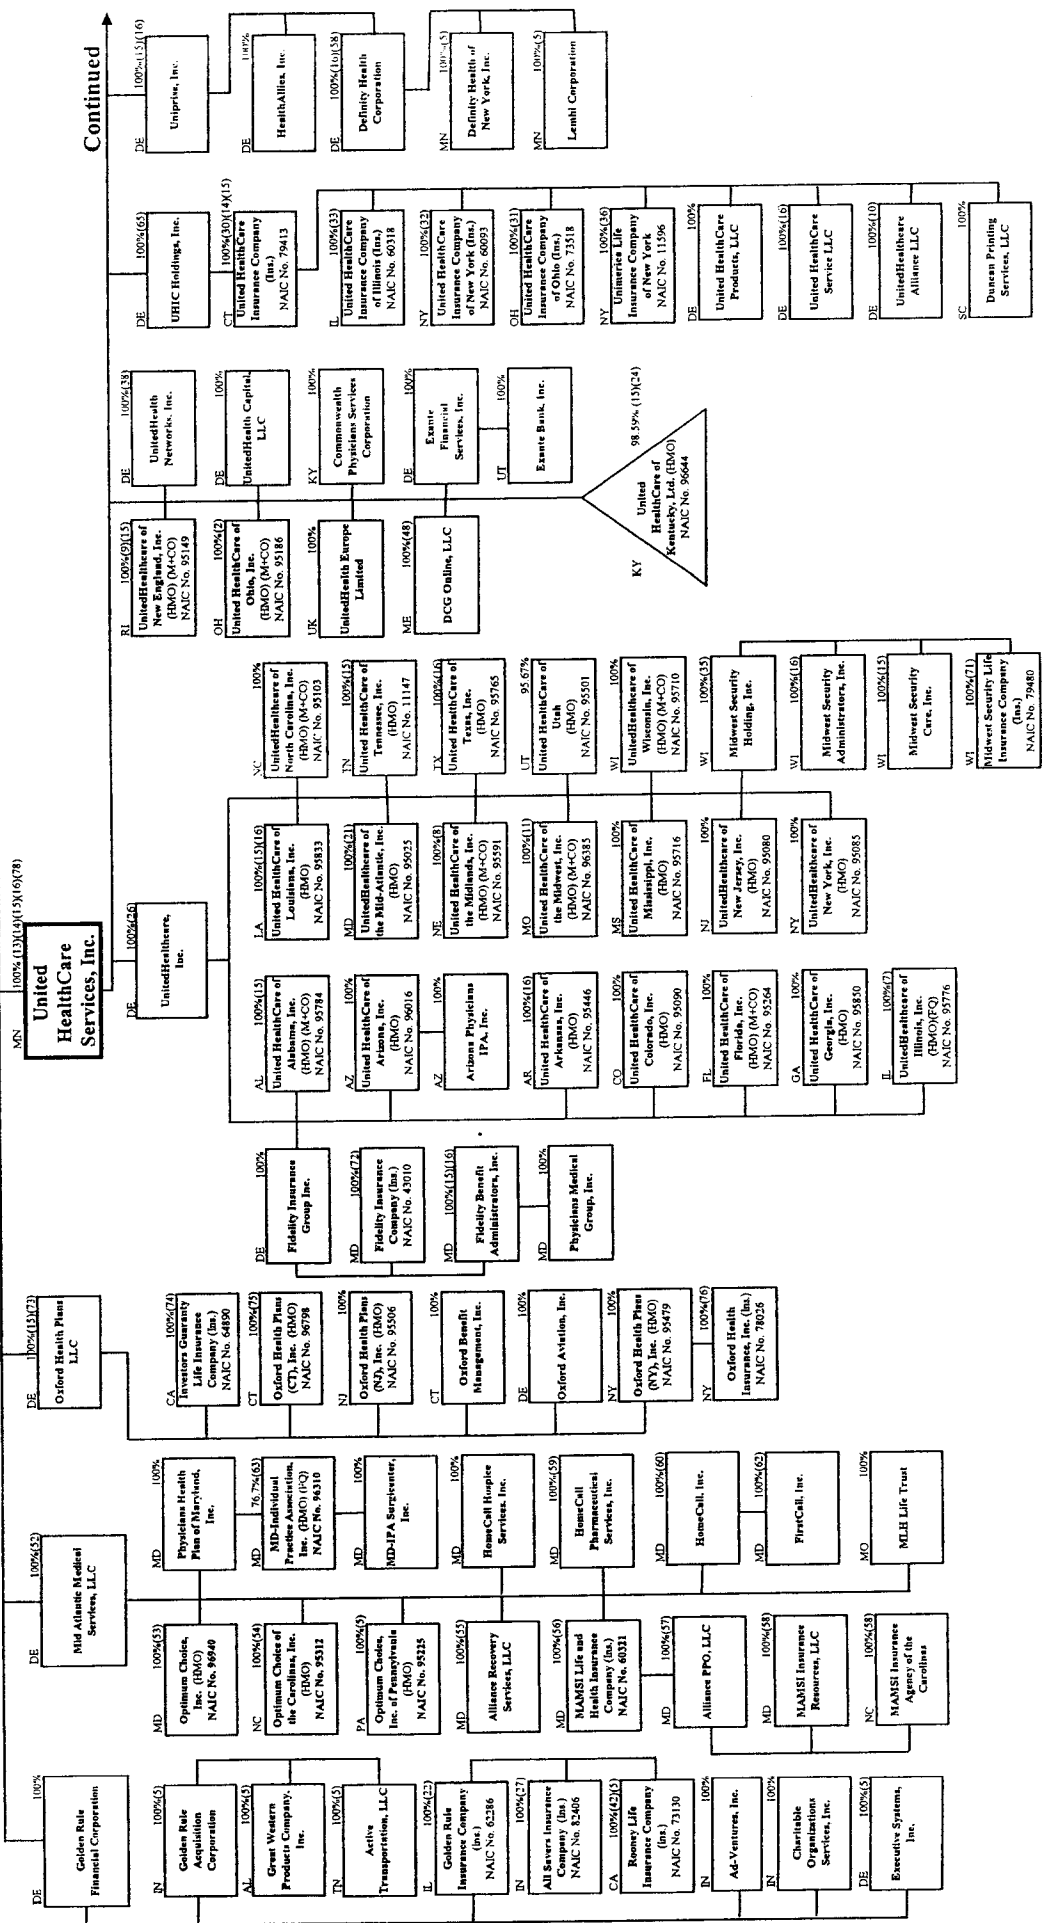 MN 100% (13)(14)(15)(16)(78)
United
HealthCare
Services, Inc.
Continued
DE 100%
Golden Rule
Financial Corporation
IN 100%(5)
Golden Rule
Acquisition
Corporation
AL 100%(5)
Great Western
Products Company,
Inc.
TN 100%(5)
Active
Transportation, LLC
IL 100%(22)
Golden Rule
Insurance Company
(Ins.)
NAIC No. 62286
IN 100%(27)
All Savers Insurance
Company (Ins.)
NAIC No. 82406
CA 100%(42)(5)
Rooney Life
Insurance Company
(Ins.)
NAIC No. 73130
IN 100%
Ad-Ventures, Inc.
IN 100%
Charitable
Organizations
Services, Inc.
DE 100%(5)
Executive Systems,
Inc.
DE 100%(52)
Mid Atlantic Medical
Services, LLC
MD 100%(53)
Optimum Choice,
Inc. (HMO)
NAIC No. 96940
NC 100%(54)
Optimum Choice of
the Carolinas, Inc.
(HMO)
NAIC No. 95312
PA 100%(5)
Optimum Choice,
Inc. of Pennsylvania
(HMO)
NAIC No. 95225
MD 100%(55)
Alliance Recovery
Services, LLC
MD 100%(56)
MAMSI Life and
Health Insurance
Company (Ins.)
NAIC No. 60321
MD 100%(57)
Alliance PPO, LLC
MD 100%(58)
MAMSI Insurance
Resources, LLC
NC 100%(58)
MAMSI Insurance
Agency of the
Carolinas
MD 100%
Physicians Health
Plan of Maryland,
Inc.
MD 76.7%(63)
MD-Individual
Practice Association,
Inc. (HMO) (FQ)
NAIC No. 96310
MD 100%
MD-IPA Surgicenter,
Inc.
MD 100%
HomeCall Hospice
Services, Inc.
MD 100%(59)
HomeCall
Pharmaceutical
Services, Inc.
MD 100%(60)
HomeCall, Inc.
MD 100%(62)
FirstCall, Inc.
MO 100%
MLH Life Trust
DE 100%(15)(73)
Oxford Health Plans
LLC
CA 100%(74)
Investors Guaranty
Life Insurance
Company (Ins.)
NAIC No. 64890
CT 100%(75)
Oxford Health Plans
(CT), Inc. (HMO)
NAIC No. 96798
NJ 100%
Oxford Health Plans
(NJ), Inc. (HMO)
NAIC No. 95506
CT 100%
Oxford Benefit
Management, Inc.
DE 100%
Oxford Aviation, Inc.
NY 100%
Oxford Health Plans
(NY), Inc. (HMO)
NAIC No. 95479
NY 100%(76)
Oxford Health
Insurance, Inc. (Ins.)
NAIC No. 78026
DE 100%
Fidelity Insurance
Group Inc.
MD 100%(72)
Fidelity Insurance
Company (Ins.)
NAIC No. 43010
MD 100%(15)(16)
Fidelity Benefit
Administrators, Inc.
MD 100%
Physicians Medical
Group, Inc.
DE 100%(26)
UnitedHealthcare,
Inc.
AL 100%(15)
United HealthCare of
Alabama, Inc.
(HMO) (M+CO)
NAIC No. 95784
AZ 100%
United HealthCare of
Arizona, Inc.
(HMO)
NAIC No. 96016
AZ 100%
Arizona Physicians
IPA, Inc.
AR 100%(16)
United HealthCare of
Arkansas, Inc.
(HMO)
NAIC No. 95446
CO 100%
United HealthCare of
Colorado, Inc.
(HMO)
NAIC No. 95090
FL 100%
United HealthCare of
Florida, Inc.
(HMO) (M+CO)
NAIC No. 95264
GA 100%
United HealthCare of
Georgia, Inc.
(HMO)
NAIC No. 95850
IL 100%(7)
UnitedHealthcare of
Illinois, Inc.
(HMO)(FQ)
NAIC No. 95776
LA 100%(15)(16)
United HealthCare of
Louisiana, Inc.
(HMO)
NAIC No. 95833
MD 100%(21)
UnitedHealthcare of
the Mid-Atlantic, Inc.
(HMO)
NAIC No. 95025
NE 100%(8)
United HealthCare of
the Midlands, Inc.
(HMO) (M+CO)
NAIC No. 95591
MO 100%(11)
United HealthCare of
the Midwest, Inc.
(HMO) (M+CO)
NAIC No. 96385
MS 100%
United HealthCare of
Mississippi, Inc.
(HMO)
NAIC No. 95716
NJ 100%
UnitedHealthcare of
New Jersey, Inc.
(HMO)
NAIC No. 95080
NY 100%
UnitedHealthcare of
New York, Inc.
(HMO)
NAIC No. 95085
NC 100%
UnitedHealthcare of
North Carolina, Inc.
(HMO) (M+CO)
NAIC No. 95103
TN 100%(15)
United HealthCare of
Tennessee, Inc.
(HMO)
NAIC No. 11147
TX 100%(16)
United HealthCare of
Texas, Inc.
(HMO)
NAIC No. 95765
UT 95.67%
United HealthCare of
Utah
(HMO)
NAIC No. 95501
WI 100%
UnitedHealthcare of
Wisconsin, Inc.
(HMO) (M+CO)
NAIC No. 95710
WI 100%(35)
Midwest Security
Holding, Inc.
WI 100%(16)
Midwest Security
Administrators, Inc.
WI 100%(15)
Midwest Security
Care, Inc.
WI 100%(71)
Midwest Security Life
Insurance Company
(Ins.)
NAIC No. 79480
RI 100%(9)(15)
UnitedHealthcare of
New England, Inc.
(HMO) (M+CO)
NAIC No. 95149
OH 100%(2)
United HealthCare of
Ohio, Inc.
(HMO) (M+CO)
NAIC No. 95186
UK 100%
UnitedHealth Europe
Limited
ME 100%(48)
DCG Online, LLC
KY 98.59% (15)(24)
United
HealthCare of
Kentucky, Ltd. (HMO)
NAIC No. 96644
DE 100%(38)
UnitedHealth
Networks, Inc.
DE 100%
UnitedHealth Capital,
LLC
KY 100%
Commonwealth
Physicians Services
Corporation
DE 100%
Exante
Financial
Services, Inc.
UT 100%
Exante Bank, Inc.
DE 100%(65)
UHIC Holdings, Inc.
CT 100%(30)(14)(15)
United HealthCare
Insurance Company
(Ins.)
NAIC No. 79413
IL 100%(33)
United HealthCare
Insurance Company
of Illinois (Ins.)
NAIC No. 60318
NY 100%(32)
United HealthCare
Insurance Company
of New York (Ins.)
NAIC No. 60093
OH 100%(31)
United HealthCare
Insurance Company
of Ohio (Ins.)
NAIC No. 73518
NY 100%(36)
Unimerica Life
Insurance Company
of New York
NAIC No. 11596
DE 100%
United HealthCare
Products, LLC
DE 100%(16)
United HealthCare
Service LLC
DE 100%(10)
UnitedHealthcare
Alliance LLC
SC 100%
Duncan Printing
Services, LLC
DE 100%(15)(16)
Uniprise, Inc.
DE 100%
HealthAllies, Inc.
DE 100%(16)(58)
Definity Health
Corporation
MN 100%(5)
Definity Health of
New York, Inc.
MN 100%(5)
Lemhi Corporation